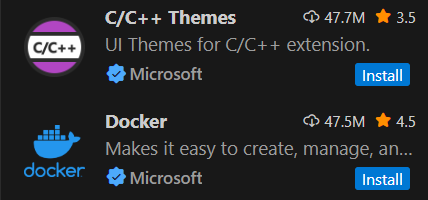 C/C++ Themes 47.7M 3.5
C/C++
UI Themes for C/C++ extension.
Microsoft Install
Docker 47.5M 4.5
Makes it easy to create, manage, an...
docker
Microsoft Install